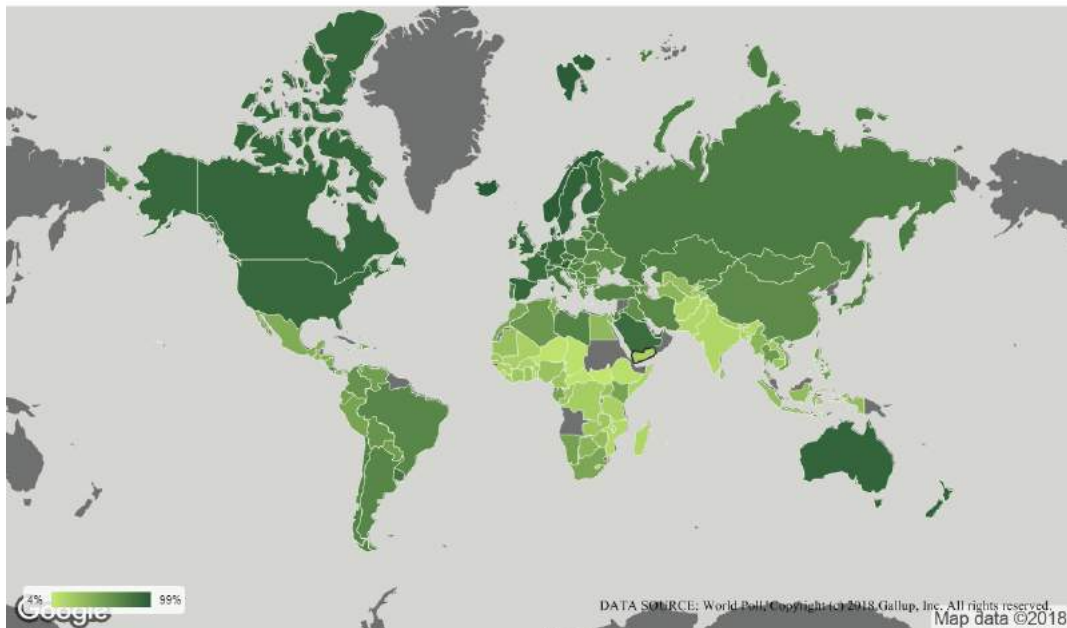 4% 99%
Google
DATA SOURCE: World Poll, Copyright (c) 2018 Gallup, Inc. All rights reserved.
Map data ©2018